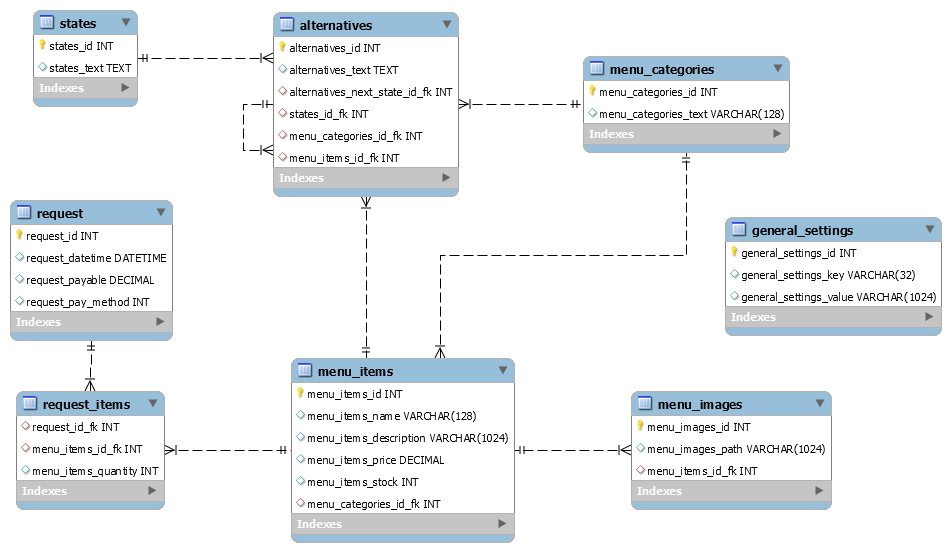 states
states_id INT
states_text TEXT
Indexes
alternatives
alternatives_id INT
alternatives_text TEXT
alternatives_next_state_id_fk INT
states_id_fk INT
menu_categories_id_fk INT
menu_items_id_fk INT
Indexes
menu_categories
menu_categories_id INT
menu_categories_text VARCHAR(128)
Indexes
request
request_id INT
request_datetime DATETIME
request_payable DECIMAL
request_pay_method INT
Indexes
general_settings
general_settings_id INT
general_settings_key VARCHAR(32)
general_settings_value VARCHAR(1024)
Indexes
request_items
request_id_fk INT
menu_items_id_fk INT
menu_items_quantity INT
Indexes
menu_items
menu_items_id INT
menu_items_name VARCHAR(128)
menu_items_description VARCHAR(1024)
menu_items_price DECIMAL
menu_items_stock INT
menu_categories_id_fk INT
Indexes
menu_images
menu_images_id INT
menu_images_path VARCHAR(1024)
menu_items_id_fk INT
Indexes